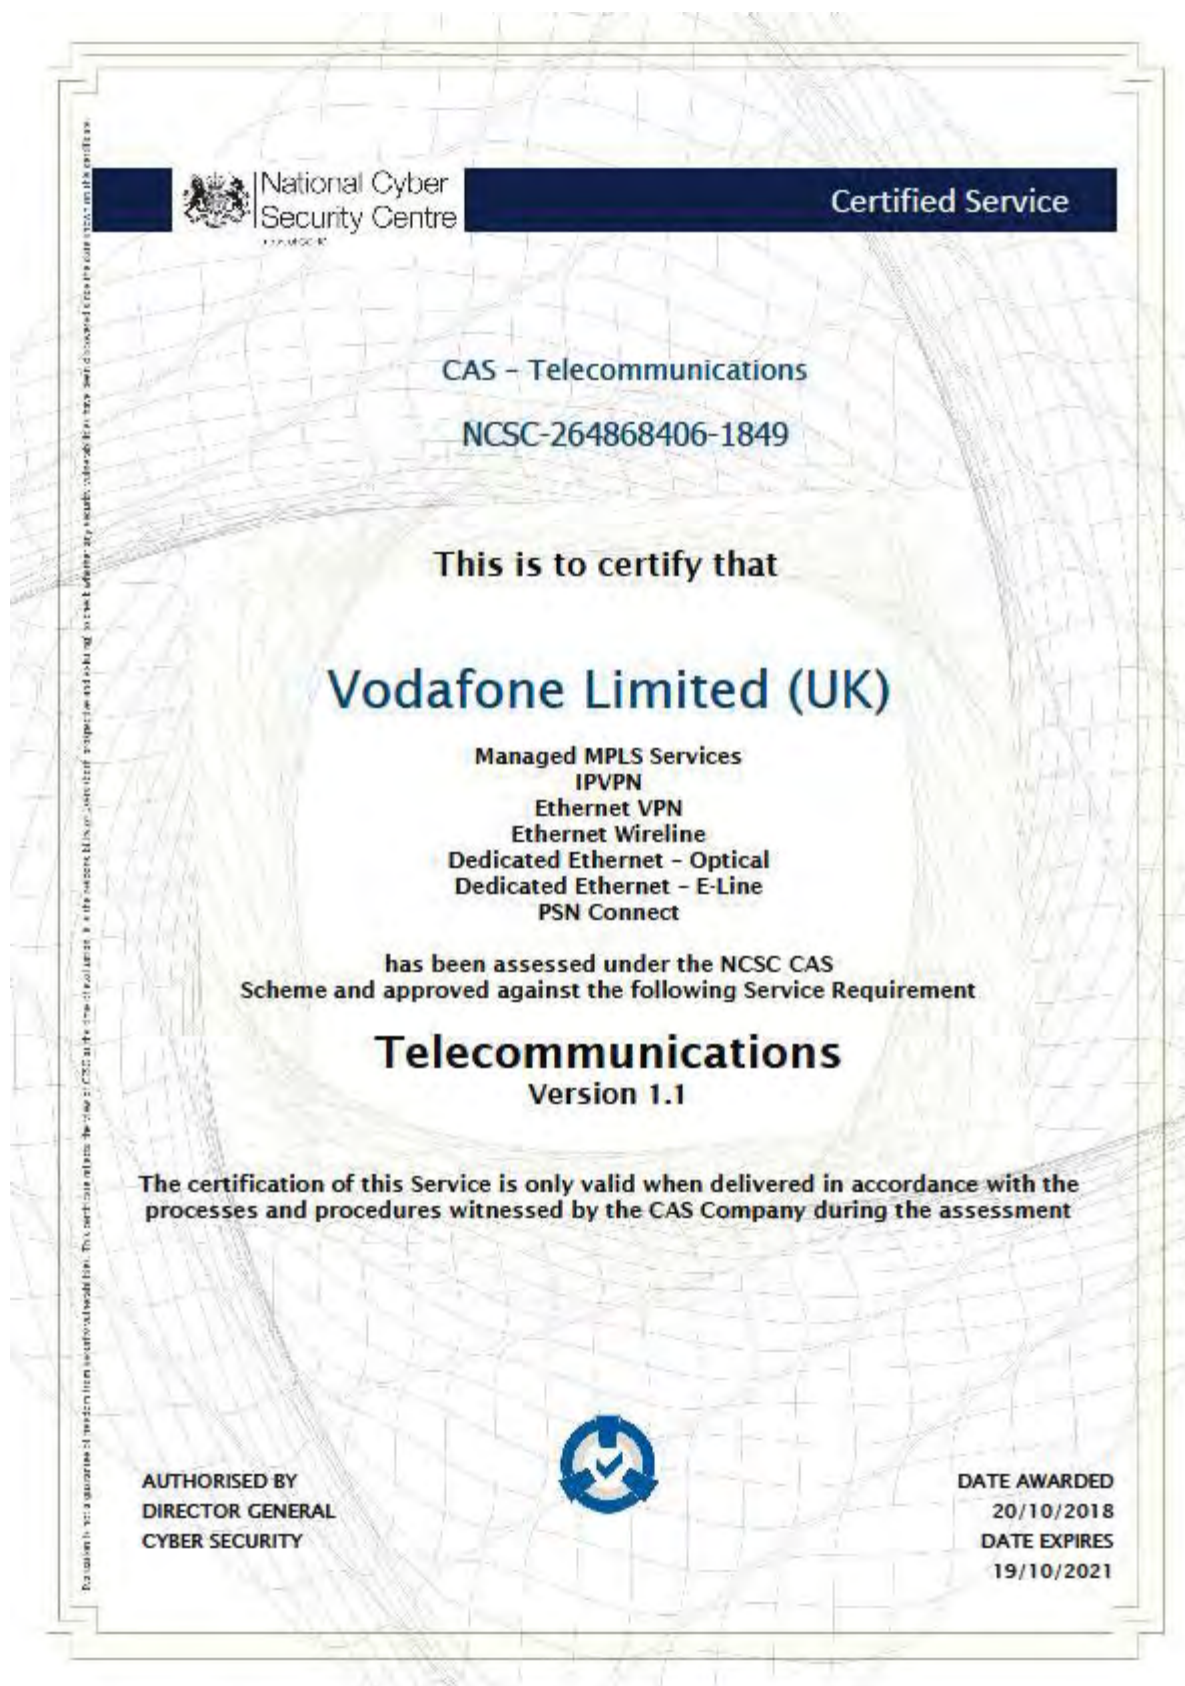 National Cyber
Security Centre
Certified Service
CAS – Telecommunications
NCSC-264868406-1849
This is to certify that
Vodafone Limited (UK)
Managed MPLS Services
IPVPN
Ethernet VPN
Ethernet Wireline
Dedicated Ethernet – Optical
Dedicated Ethernet – E-Line
PSN Connect
has been assessed under the NCSC CAS
Scheme and approved against the following Service Requirement
Telecommunications
Version 1.1
The certification of this Service is only valid when delivered in accordance with the
processes and procedures witnessed by the CAS Company during the assessment
AUTHORISED BY
DIRECTOR GENERAL
CYBER SECURITY
DATE AWARDED
20/10/2018
DATE EXPIRES
19/10/2021